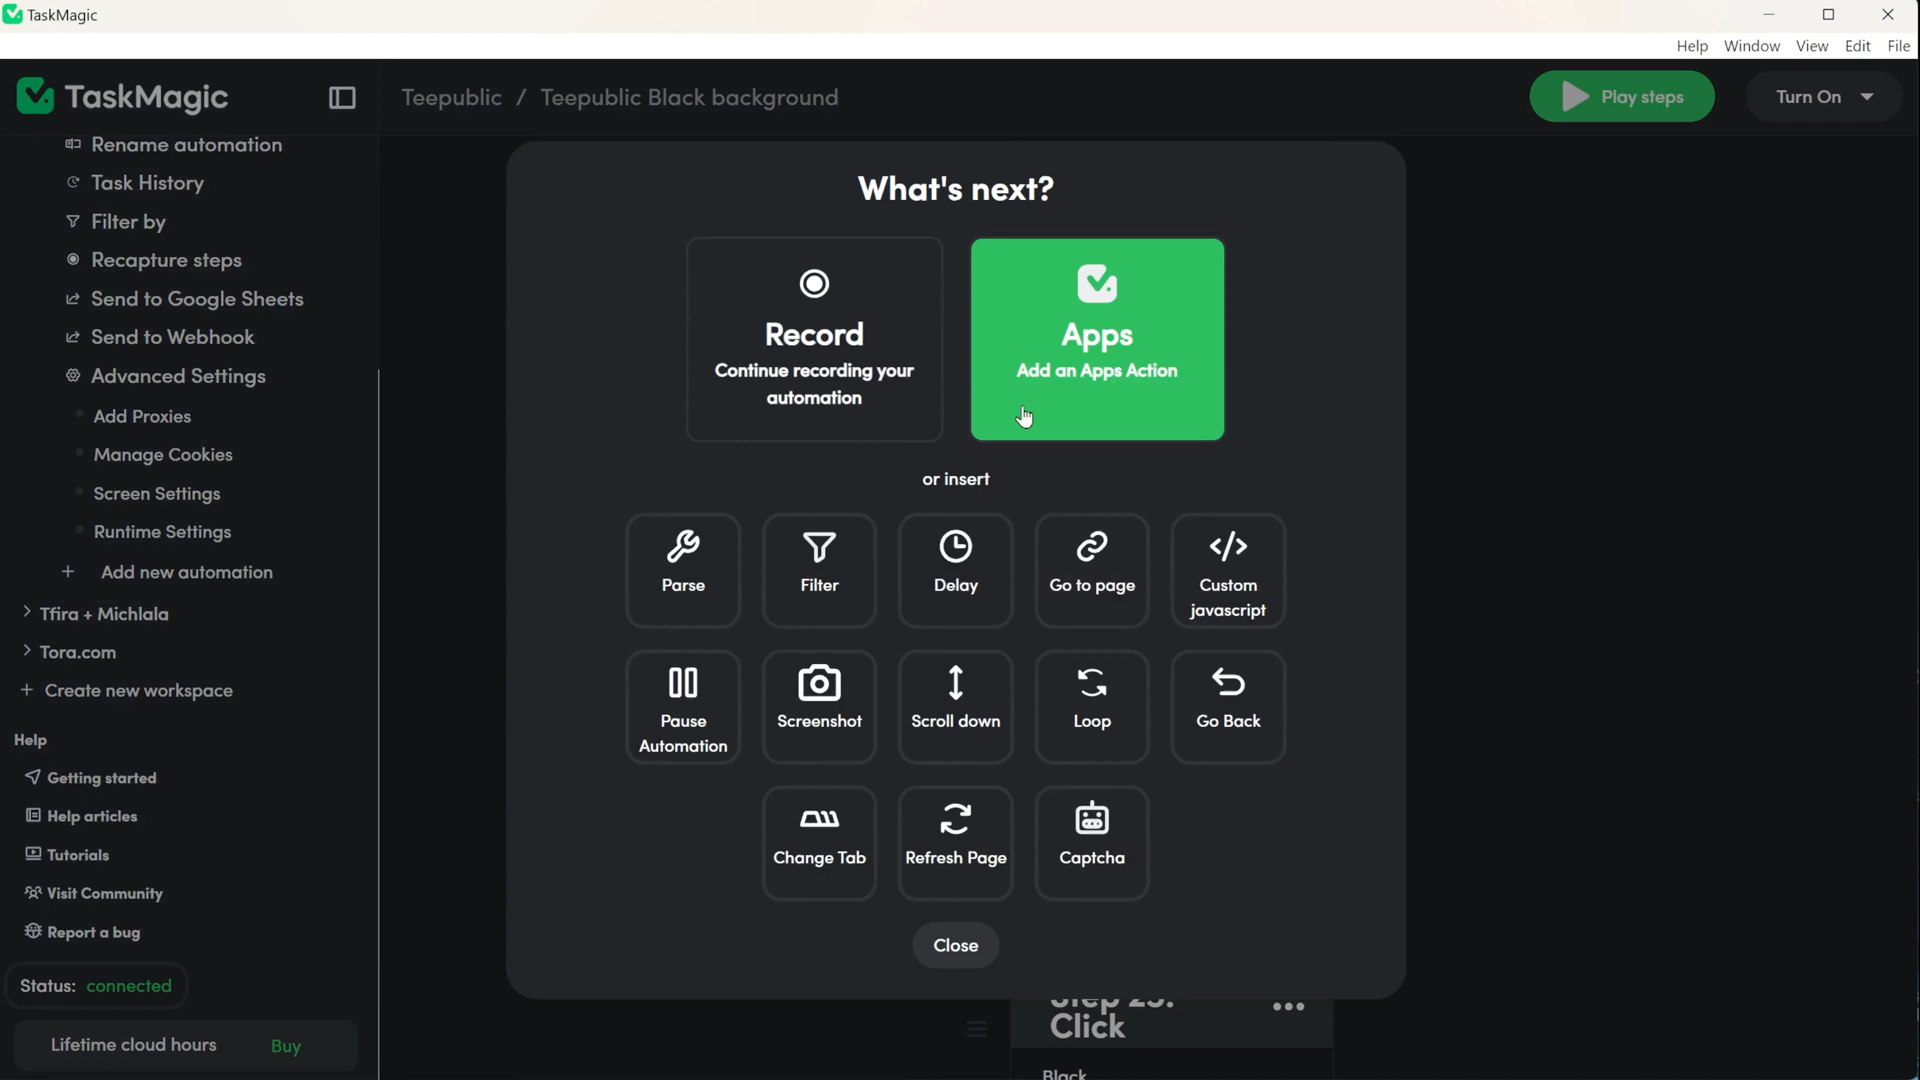 TaskMagic
Help Window View Edit File
TaskMagic
Teepublic / Teepublic Black background
Play steps
Turn On
Rename automation
Task History
Filter by
Recapture steps
Send to Google Sheets
Send to Webhook
Advanced Settings
Add Proxies
Manage Cookies
Screen Settings
Runtime Settings
+ Add new automation
> Tfira + Michlala
> Tora.com
+ Create new workspace
Help
Getting started
Help articles
Tutorials
Visit Community
Report a bug
Status: connected
Lifetime cloud hours Buy
What's next?
Record
Continue recording your
automation
Apps
Add an Apps Action
or insert
Parse
Filter
Delay
Go to page
Custom
javascript
Pause
Automation
Screenshot
Scroll down
Loop
Go Back
Change Tab
Refresh Page
Captcha
Close
Step 23:
Click
Black